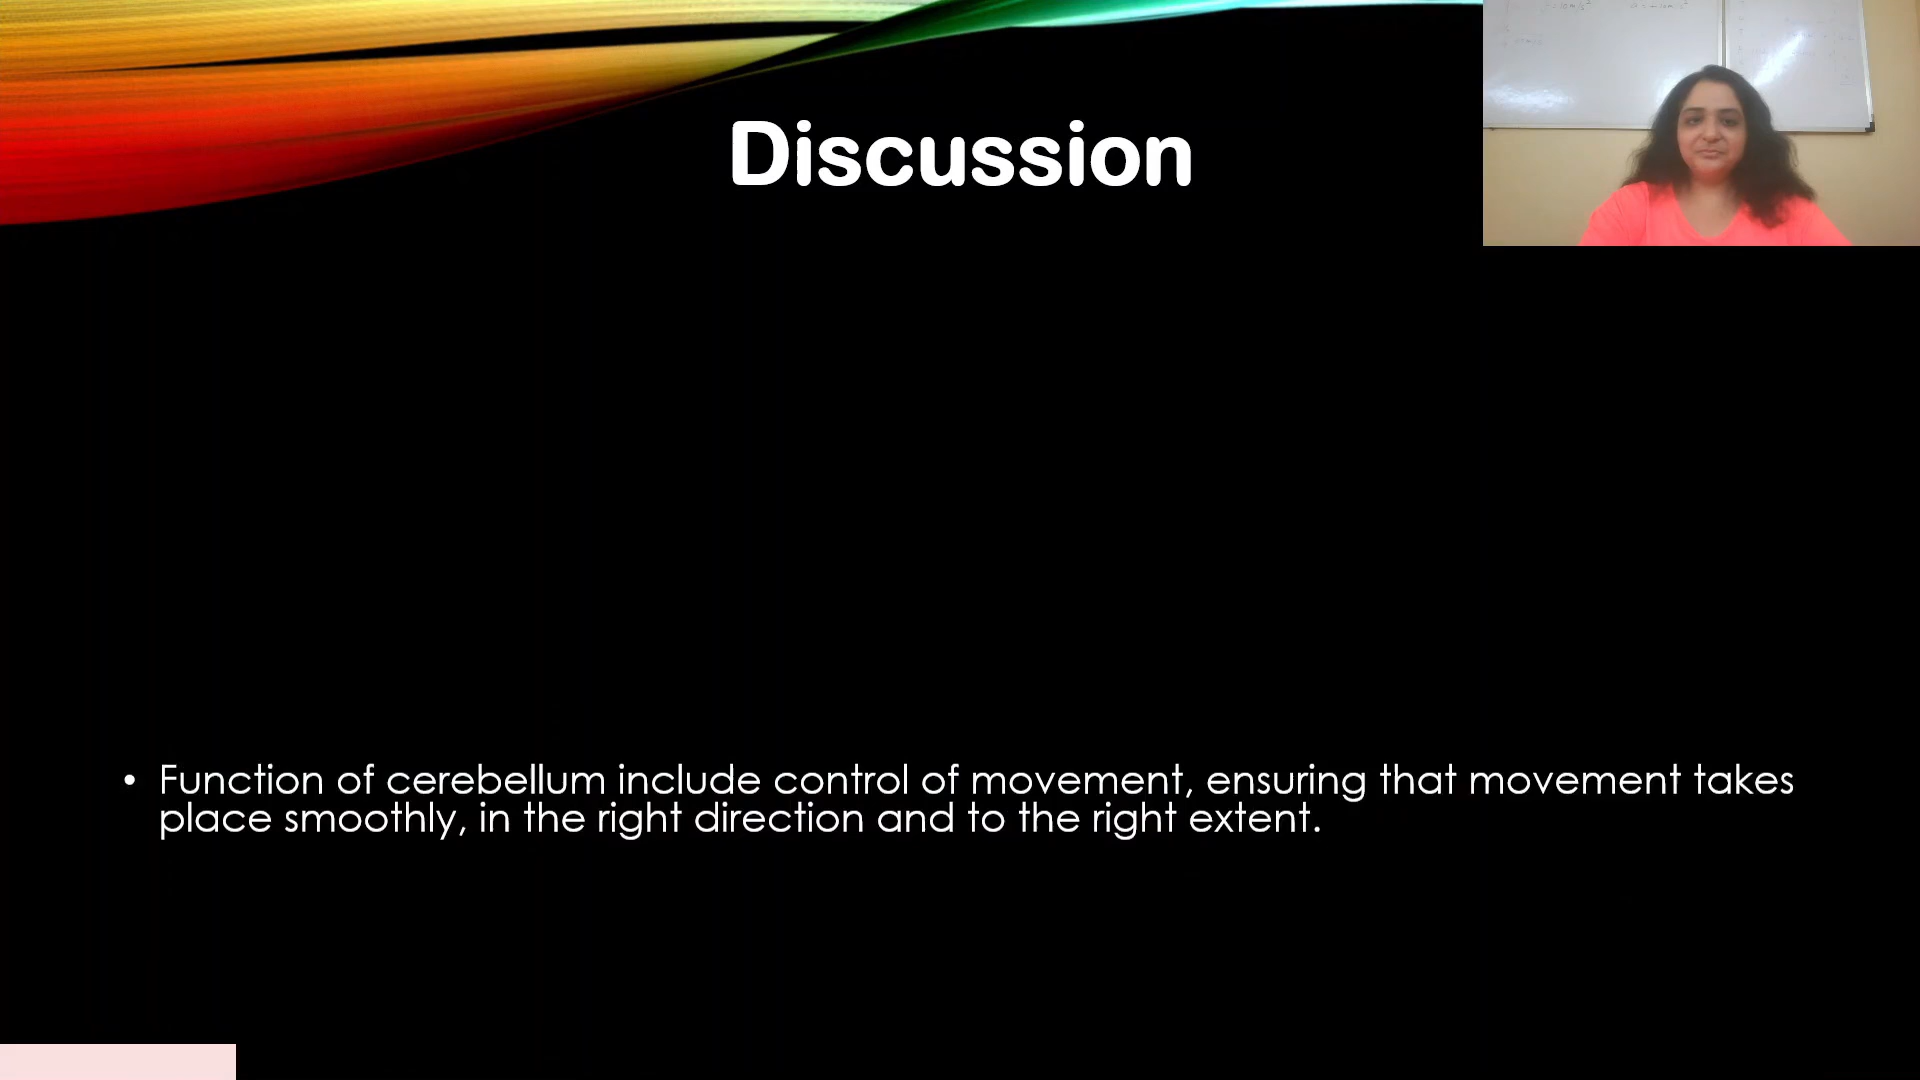 Discussion
• Function of cerebellum include control of movement, ensuring that movement takes
place smoothly, in the right direction and to the right extent.